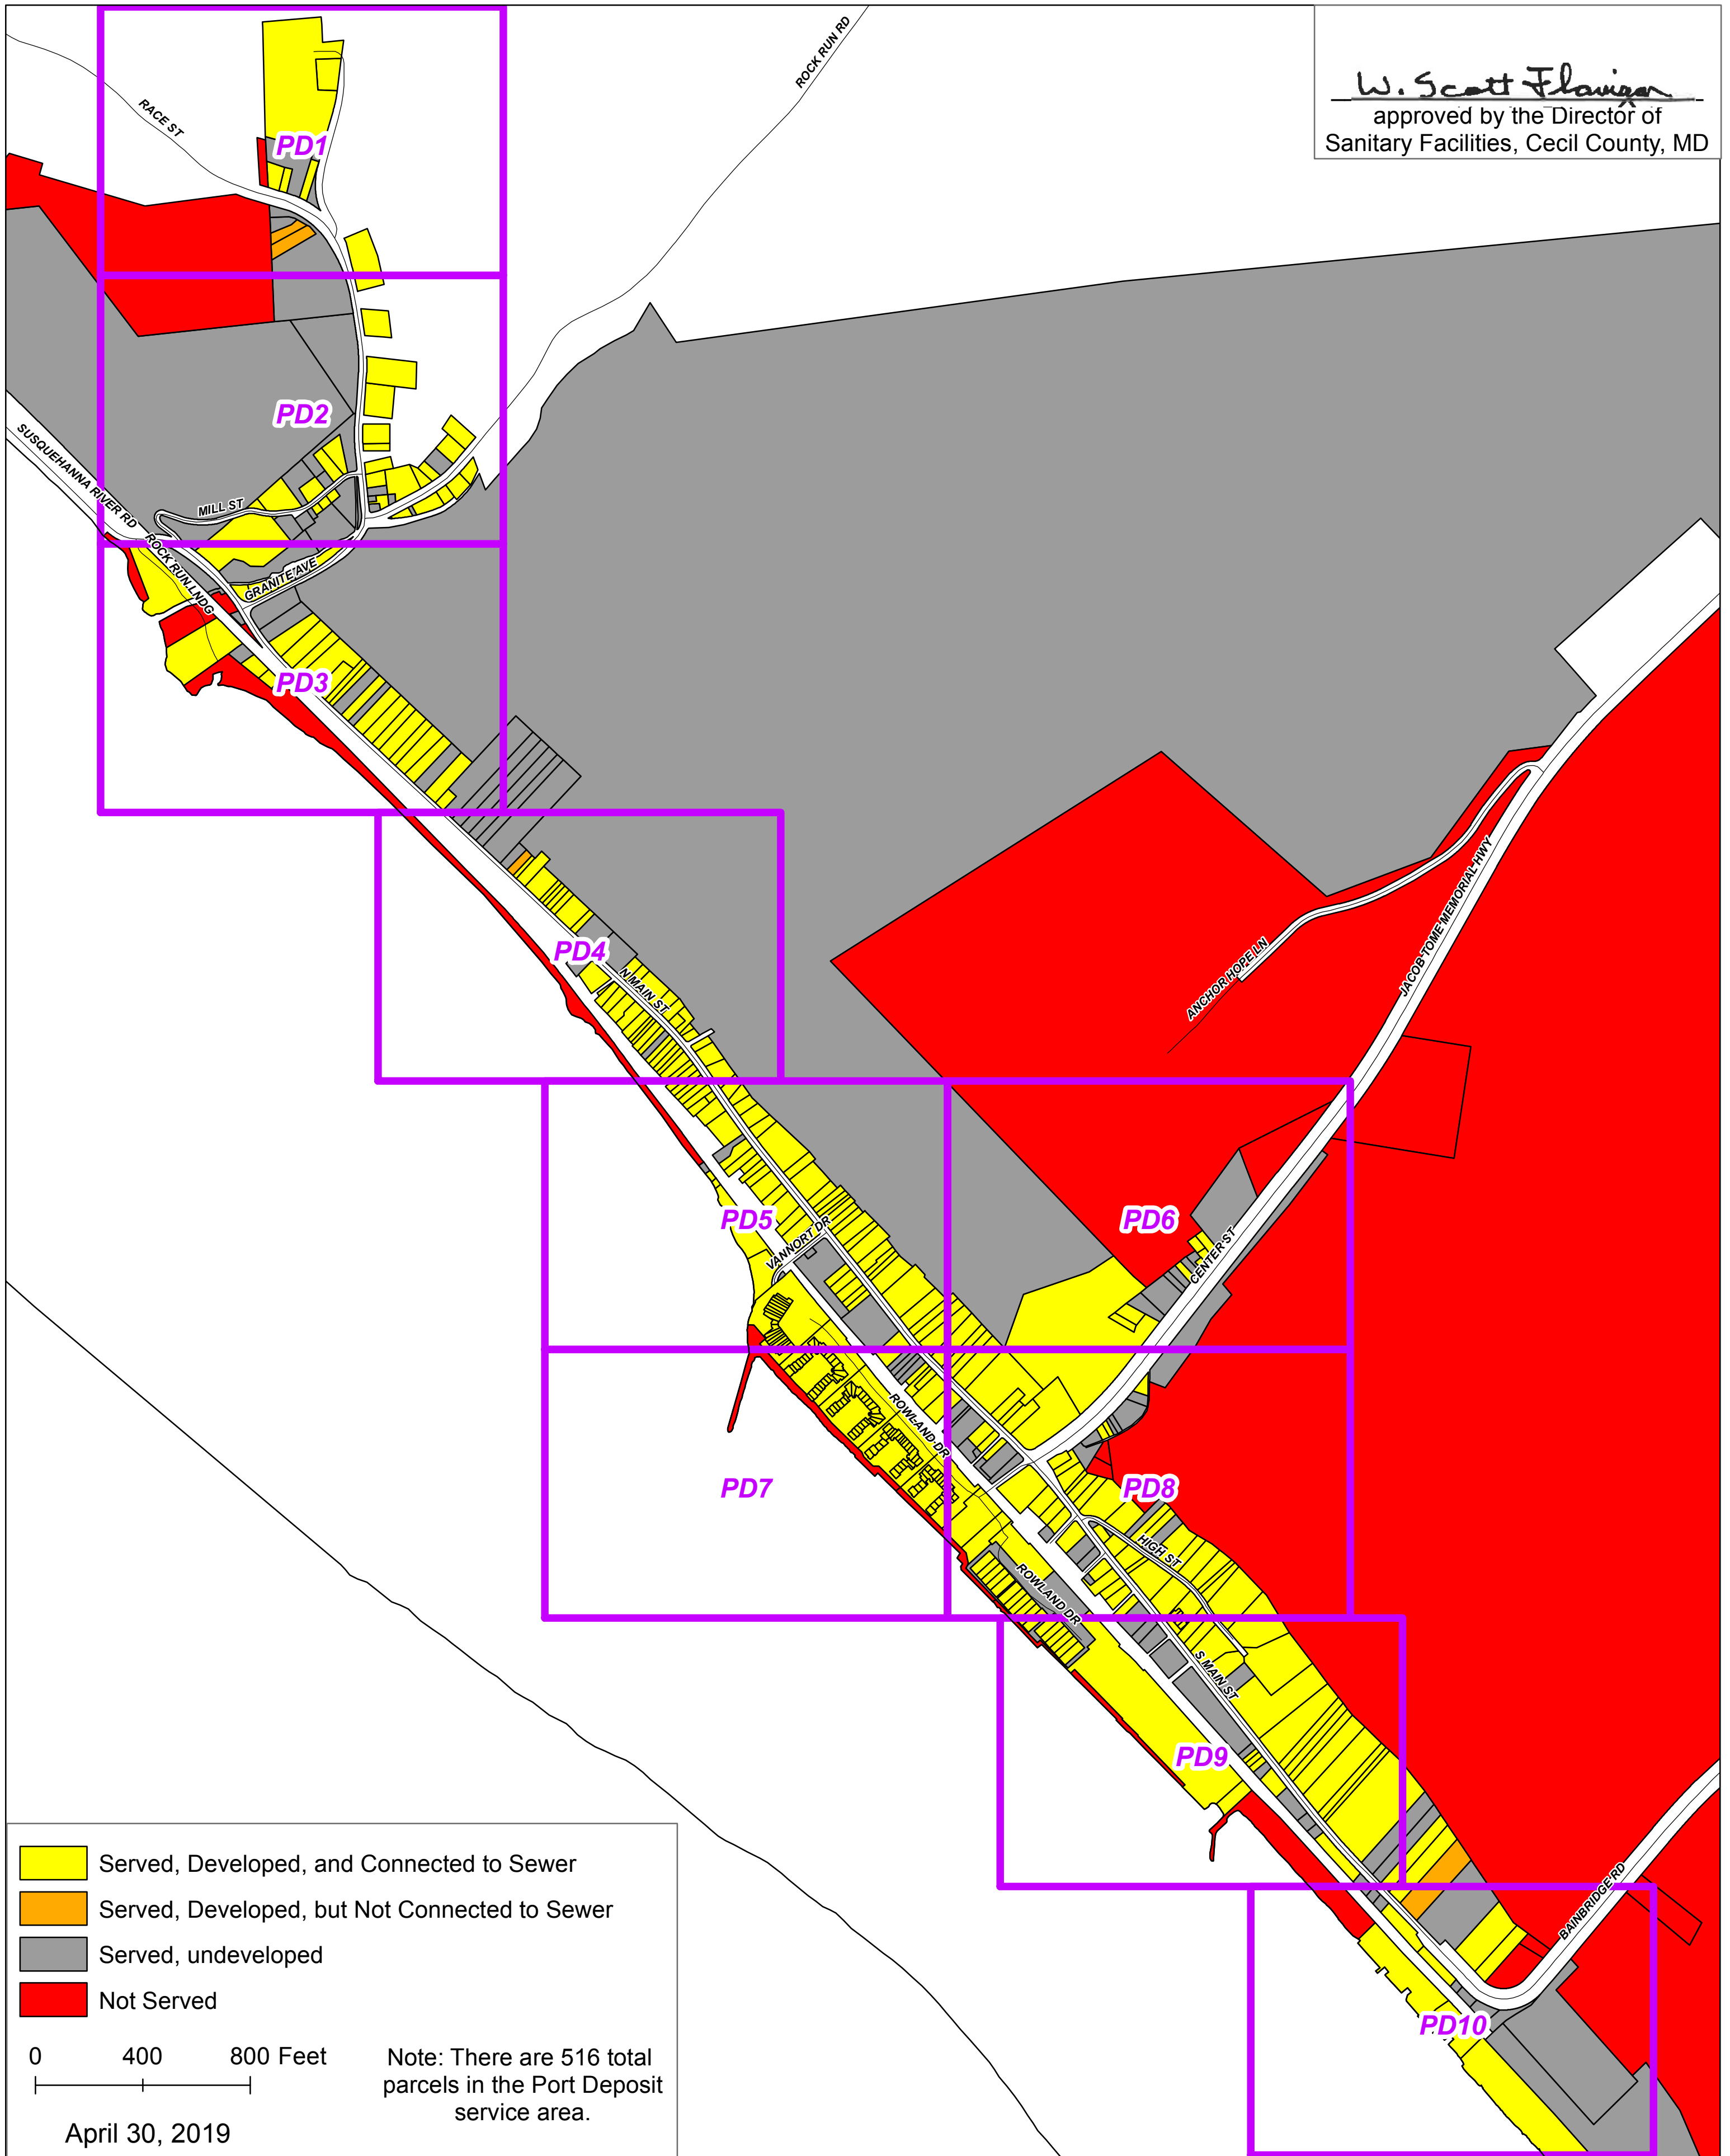 W. Scott Flanigan
approved by the Director of
Sanitary Facilities, Cecil County, MD
ROCK RUN RD
RACE ST
PD1
PD2
SUSQUEHANNA RIVER RD
MILL ST
ROCK RUN LNDG
GRANITE AVE
PD3
JACOB TOME MEMORIAL HWY
ANCHOR HOPE LN
PD4
N MAIN ST
PD5
VANNORT DR
PD6
CENTER ST
ROWLAND DR
PD7
PD8
HIGH ST
ROWLAND DR
S MAIN ST
PD9
BAINBRIDGE RD
PD10
Served, Developed, and Connected to Sewer
Served, Developed, but Not Connected to Sewer
Served, undeveloped
Not Served
0 400 800 Feet
Note: There are 516 total
parcels in the Port Deposit
service area.
April 30, 2019